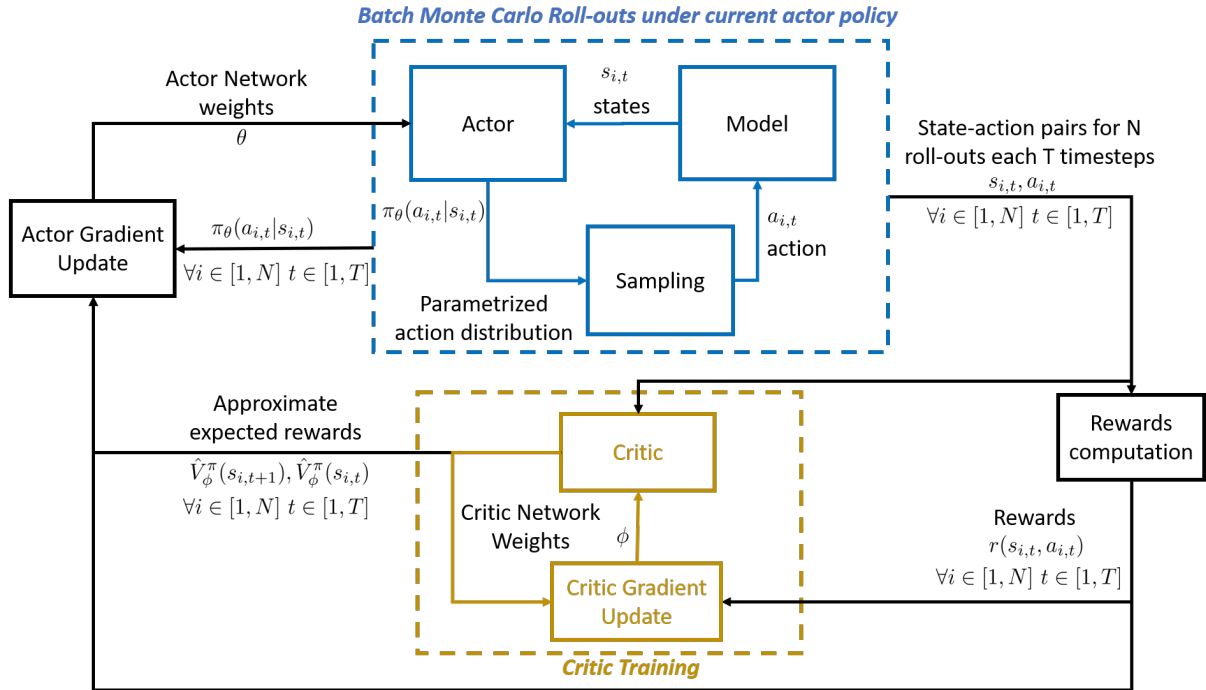 Batch Monte Carlo Roll-outs under current actor policy
Actor Network
weights
θ
Actor
s_{i,t}
states
Model
State-action pairs for N
roll-outs each T timesteps
s_{i,t}, a_{i,t}
∀i ∈ [1, N] t ∈ [1, T]
Actor Gradient
Update
π_θ(a_{i,t}|s_{i,t})
∀i ∈ [1, N] t ∈ [1, T]
π_θ(a_{i,t}|s_{i,t})
a_{i,t}
action
Sampling
Parametrized
action distribution
Approximate
expected rewards
V̂^π_φ(s_{i,t+1}), V̂^π_φ(s_{i,t})
∀i ∈ [1, N] t ∈ [1, T]
Critic
Rewards
computation
Critic Network
Weights
ϕ
Critic Gradient
Update
Rewards
r(s_{i,t}, a_{i,t})
∀i ∈ [1, N] t ∈ [1, T]
Critic Training